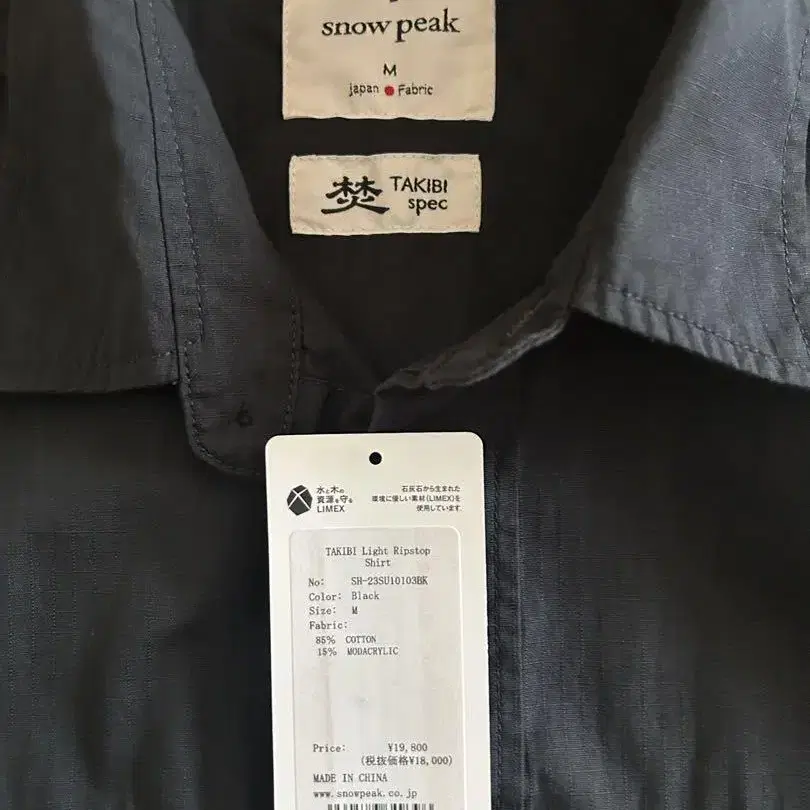 snow peak
M
japan Fabric
焚 TAKIBI
spec
水と木の
資源を守る
LIMEX
石灰石から生まれた
環境に優しい素材(LIMEX)を
使用しています。
TAKIBI Light Ripstop
Shirt
No: SH-23SU10103BK
Color: Black
Size: M
Fabric:
85% COTTON
15% MODACRYLIC
Price: ¥19,800
(税抜価格¥18,000)
MADE IN CHINA
www.snowpeak.co.jp